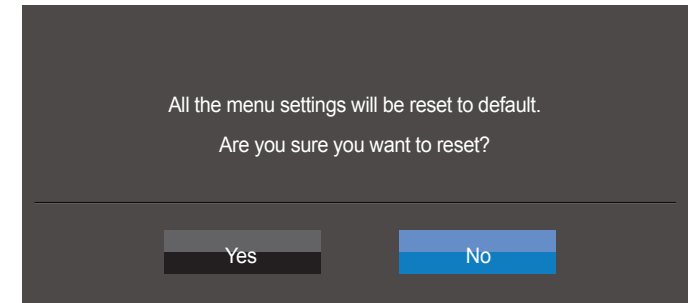 All the menu settings will be reset to default.
Are you sure you want to reset?
Yes
No